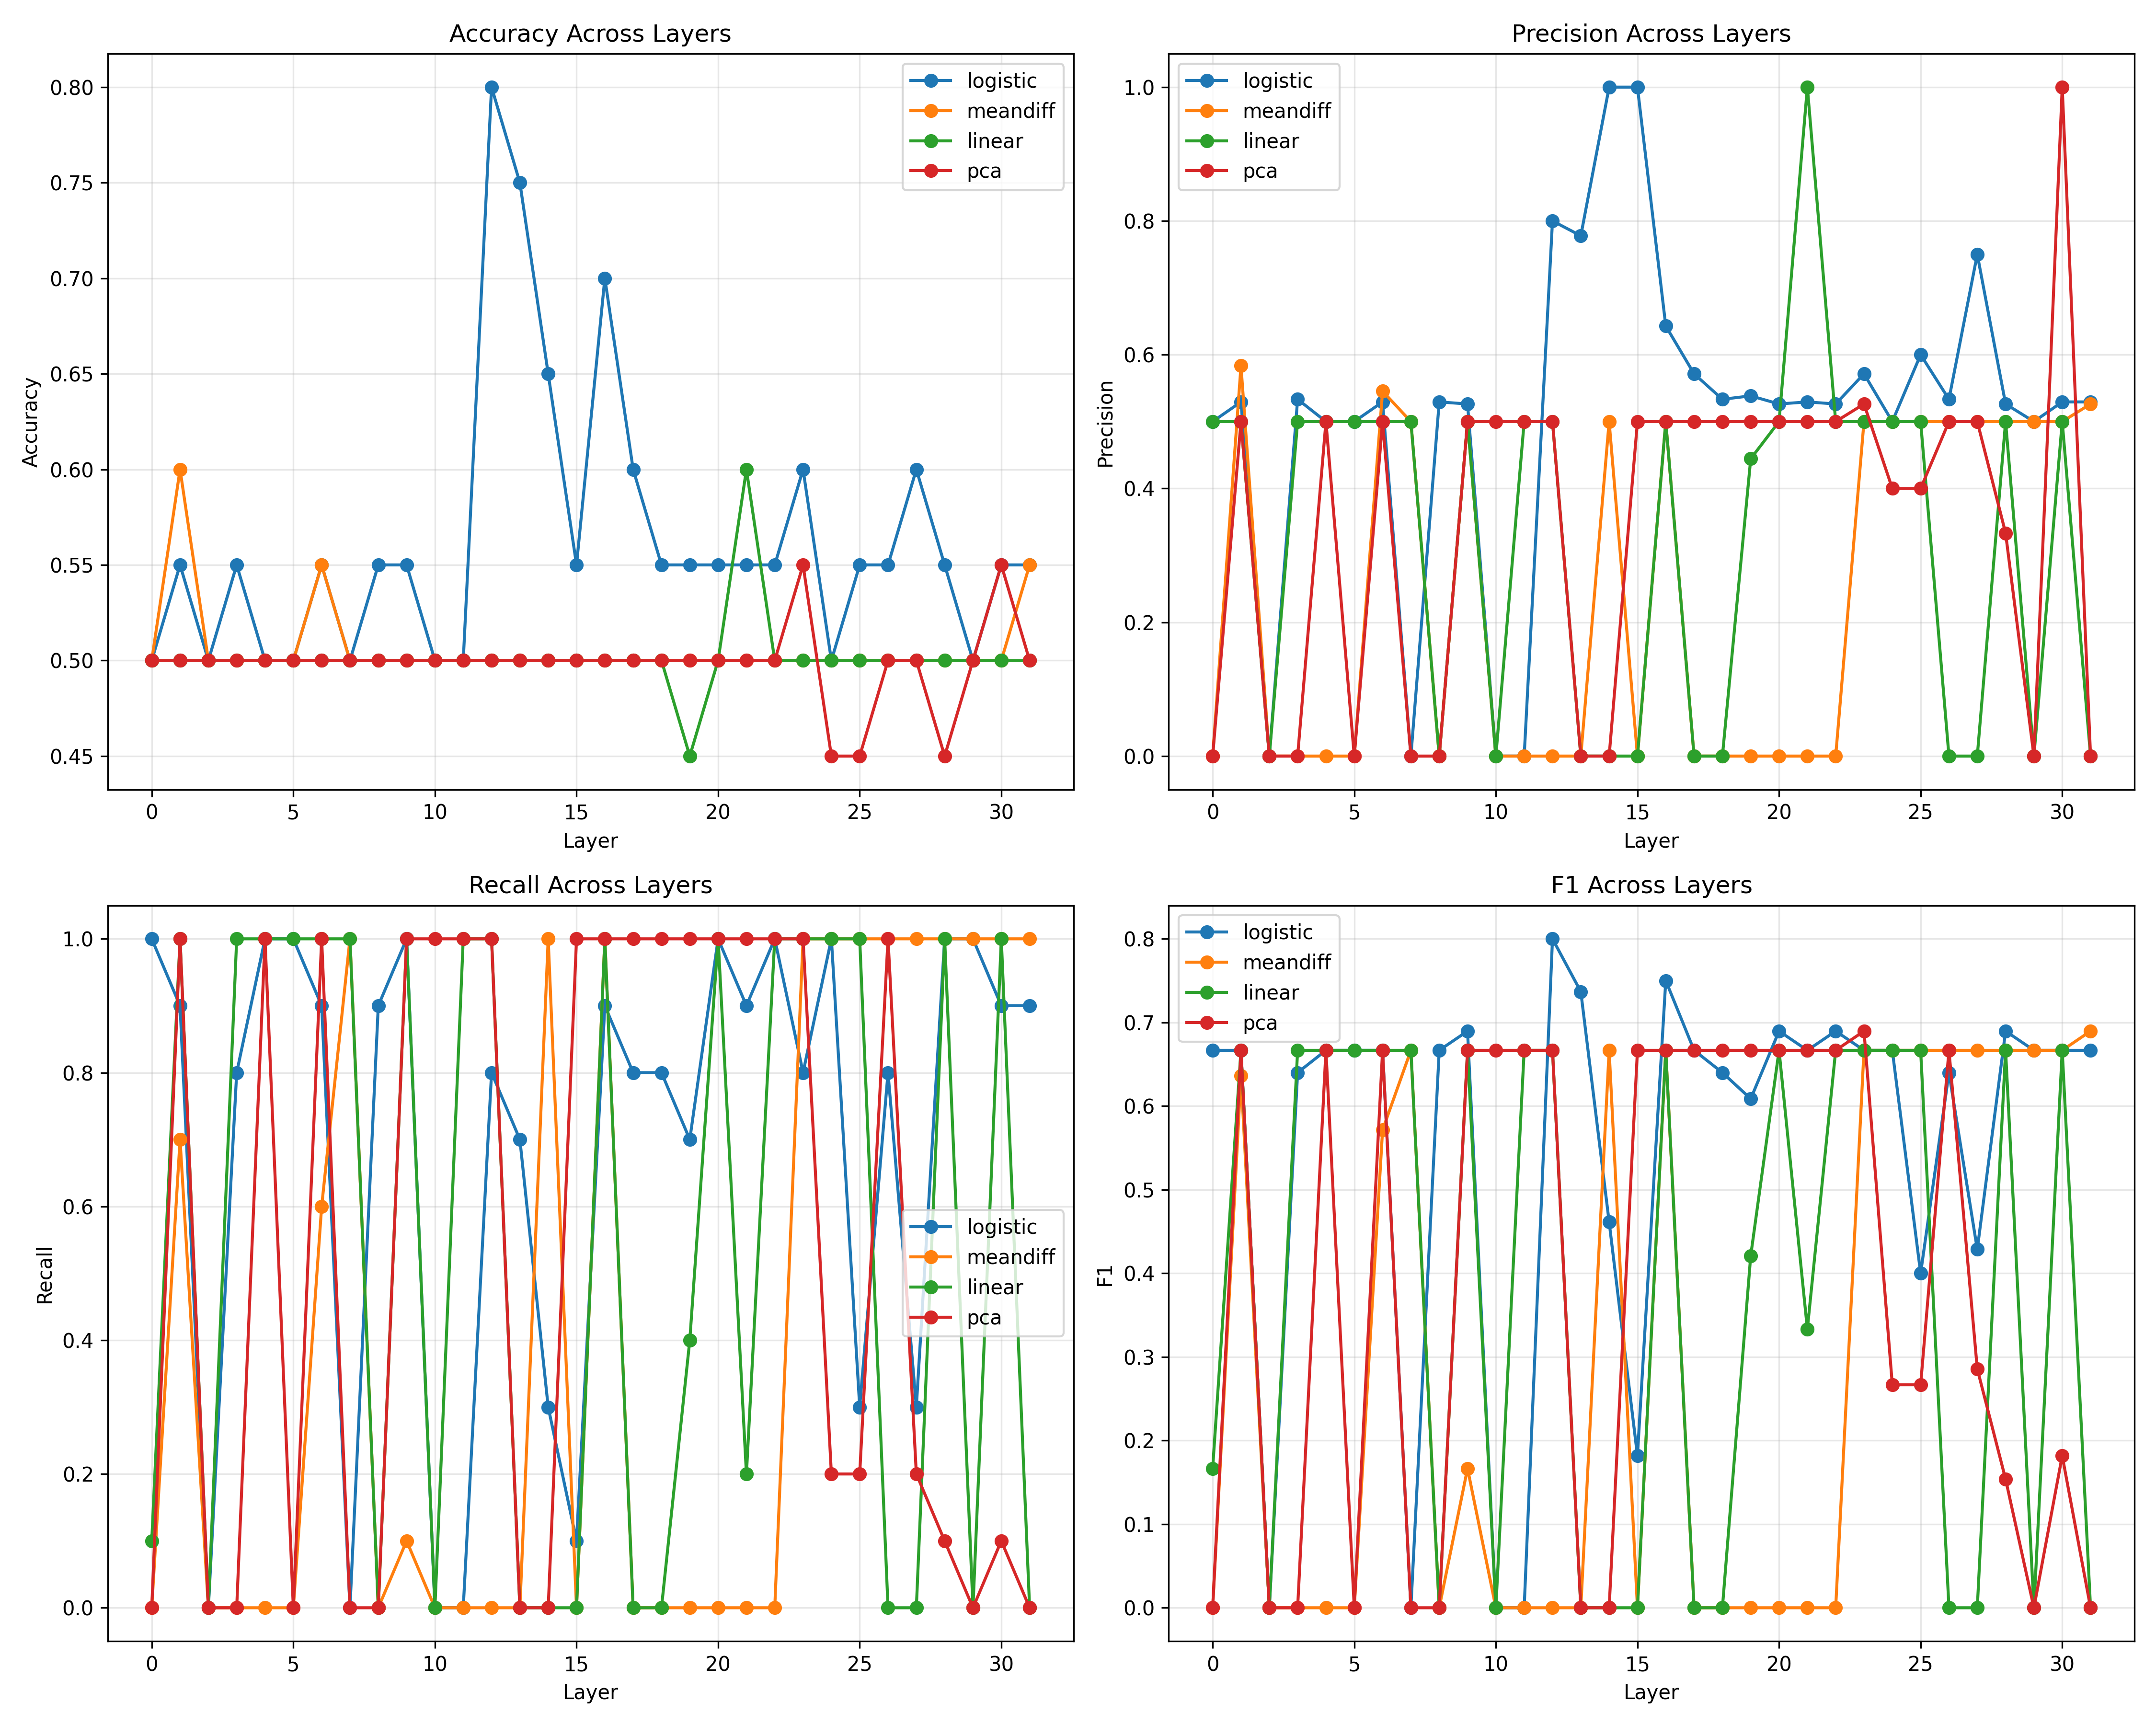 Accuracy Across Layers
0.80
0.75
0.70
0.65
0.60
0.55
0.50
0.45
Accuracy
0 5 10 15 20 25 30
Layer
logistic
meandiff
linear
pca
Precision Across Layers
1.0
0.8
0.6
0.4
0.2
0.0
Precision
0 5 10 15 20 25 30
Layer
logistic
meandiff
linear
pca
Recall Across Layers
1.0
0.8
0.6
0.4
0.2
0.0
Recall
0 5 10 15 20 25 30
Layer
logistic
meandiff
linear
pca
F1 Across Layers
0.8
0.7
0.6
0.5
0.4
0.3
0.2
0.1
0.0
F1
0 5 10 15 20 25 30
Layer
logistic
meandiff
linear
pca